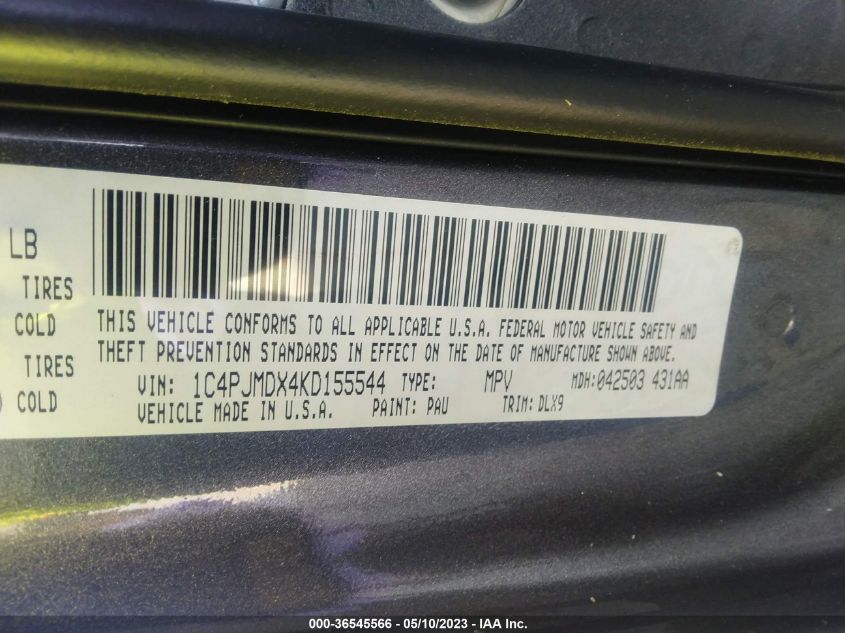 LB
TIRES
COLD
TIRES
) COLD
THIS VEHICLE CONFORMS TO ALL APPLICABLE U.S.A. FEDERAL MOTOR VEHICLE SAFETY AND
THEFT PREVENTION STANDARDS IN EFFECT ON THE DATE OF MANUFACTURE SHOWN ABOVE.
VIN: 1C4PJMDX4KD155544 TYPE: MPV MDH:042503 431AA
VEHICLE MADE IN U.S.A. PAINT: PAU TRIM: DLX9
000-36545566 - 05/10/2023 - IAA Inc.